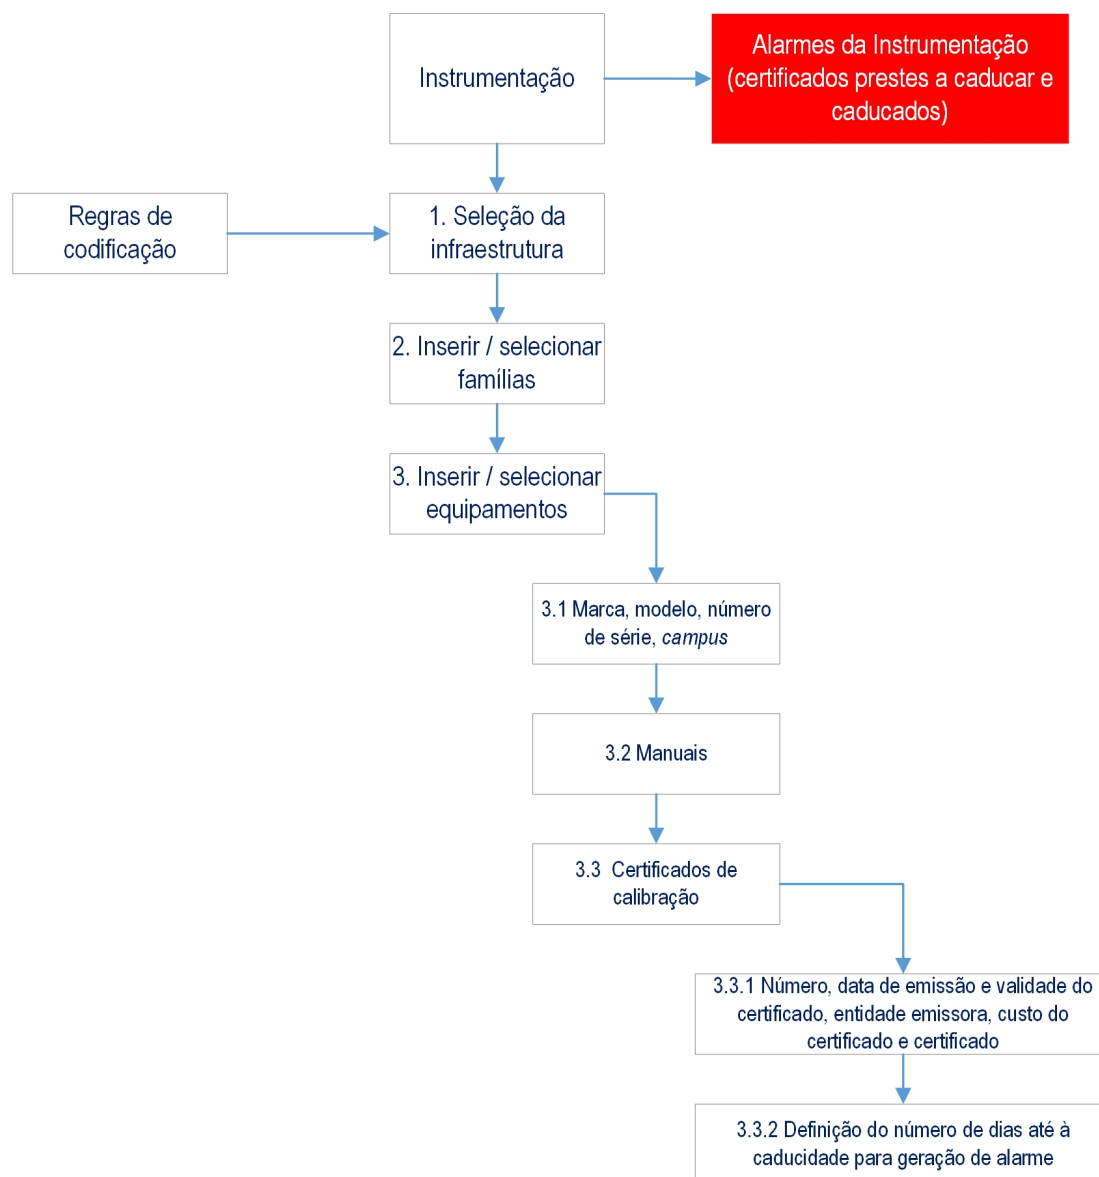 Instrumentação
Alarmes da Instrumentação
(certificados prestes a caducar e
caducados)
Regras de
codificação
1. Seleção da
infraestrutura
2. Inserir / selecionar
famílias
3. Inserir / selecionar
equipamentos
3.1 Marca, modelo, número
de série, campus
3.2 Manuais
3.3 Certificados de
calibração
3.3.1 Número, data de emissão e validade do
certificado, entidade emissora, custo do
certificado e certificado
3.3.2 Definição do número de dias até à
caducidade para geração de alarme